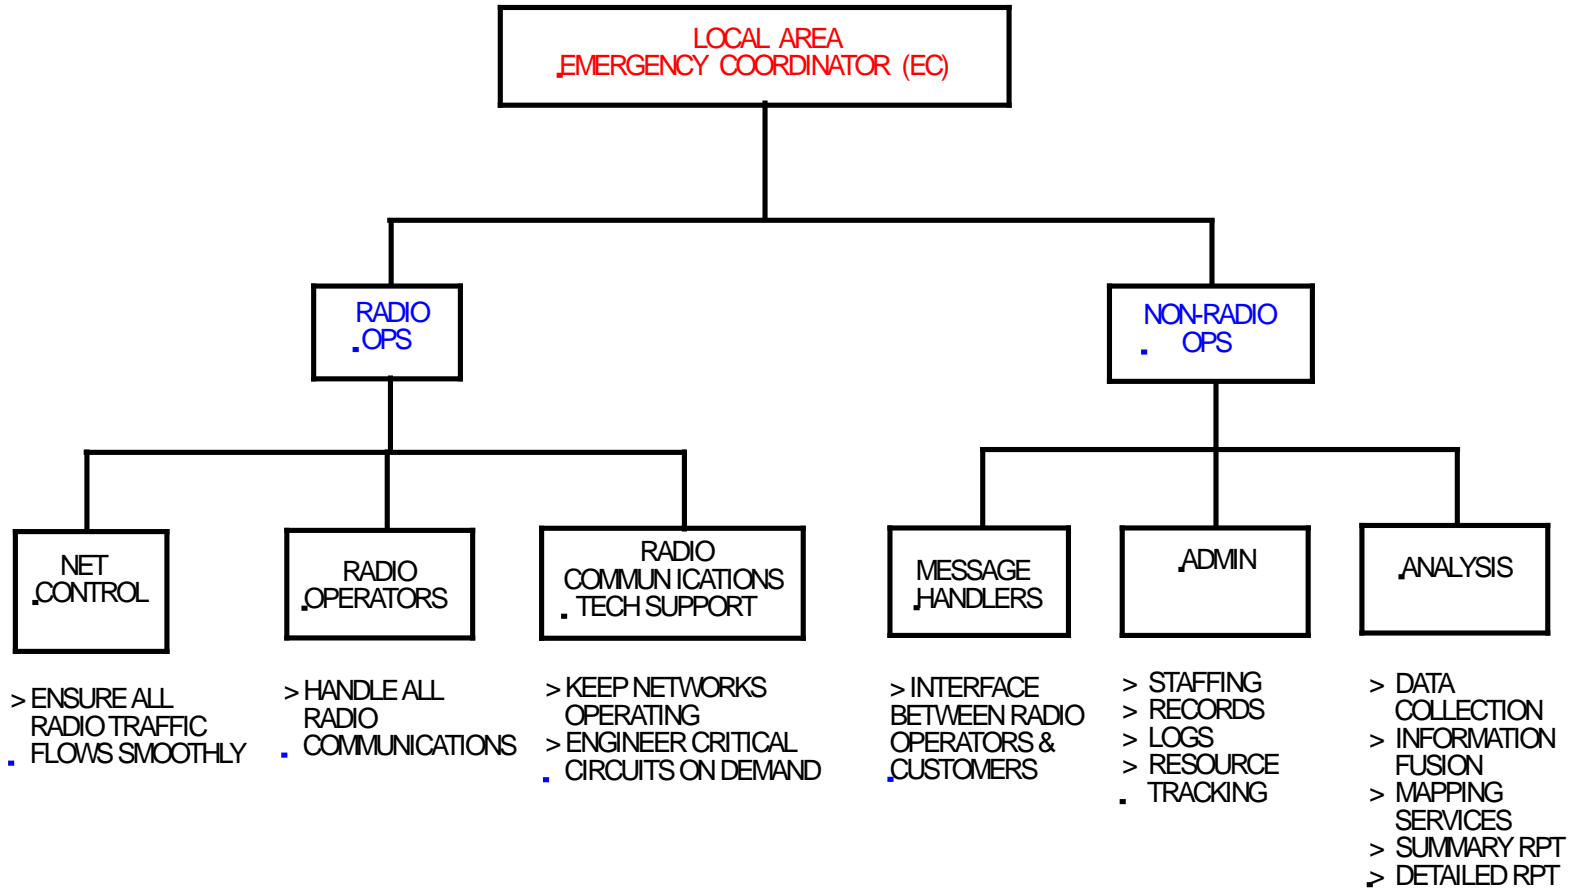 LOCAL AREA
EMERGENCY COORDINATOR (EC)
RADIO
OPS
NON-RADIO
OPS
NET
CONTROL
RADIO
OPERATORS
RADIO
COMMUNICATIONS
TECH SUPPORT
MESSAGE
HANDLERS
ADMIN
ANALYSIS
> ENSURE ALL
RADIO TRAFFIC
FLOWS SMOOTHLY
> HANDLE ALL
RADIO
COMMUNICATIONS
> KEEP NETWORKS
OPERATING
> ENGINEER CRITICAL
CIRCUITS ON DEMAND
> INTERFACE
BETWEEN RADIO
OPERATORS &
CUSTOMERS
> STAFFING
> RECORDS
> LOGS
> RESOURCE
TRACKING
> DATA
COLLECTION
> INFORMATION
FUSION
> MAPPING
SERVICES
> SUMMARY RPT
> DETAILED RPT